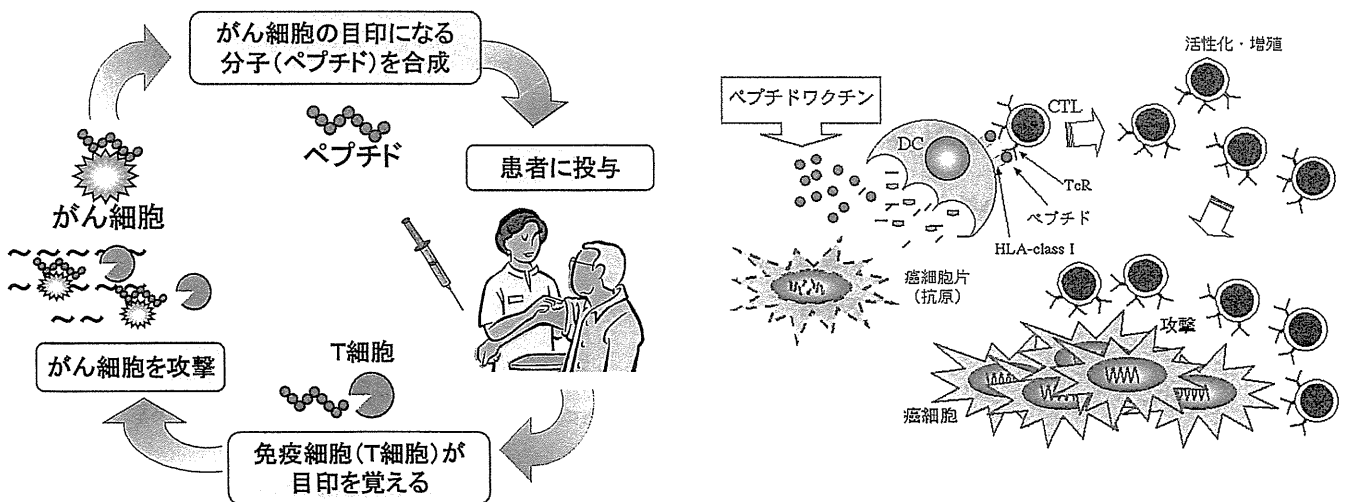 がん細胞の目印になる
分子(ペプチド)を合成
ペプチド
患者に投与
がん細胞
T細胞
がん細胞を攻撃
免疫細胞(T細胞)が
目印を覚える
活性化・増殖
ペプチドワクチン
CTL
DC
TcR
ペプチド
HLA-class I
癌細胞片
(抗原)
攻撃
癌細胞